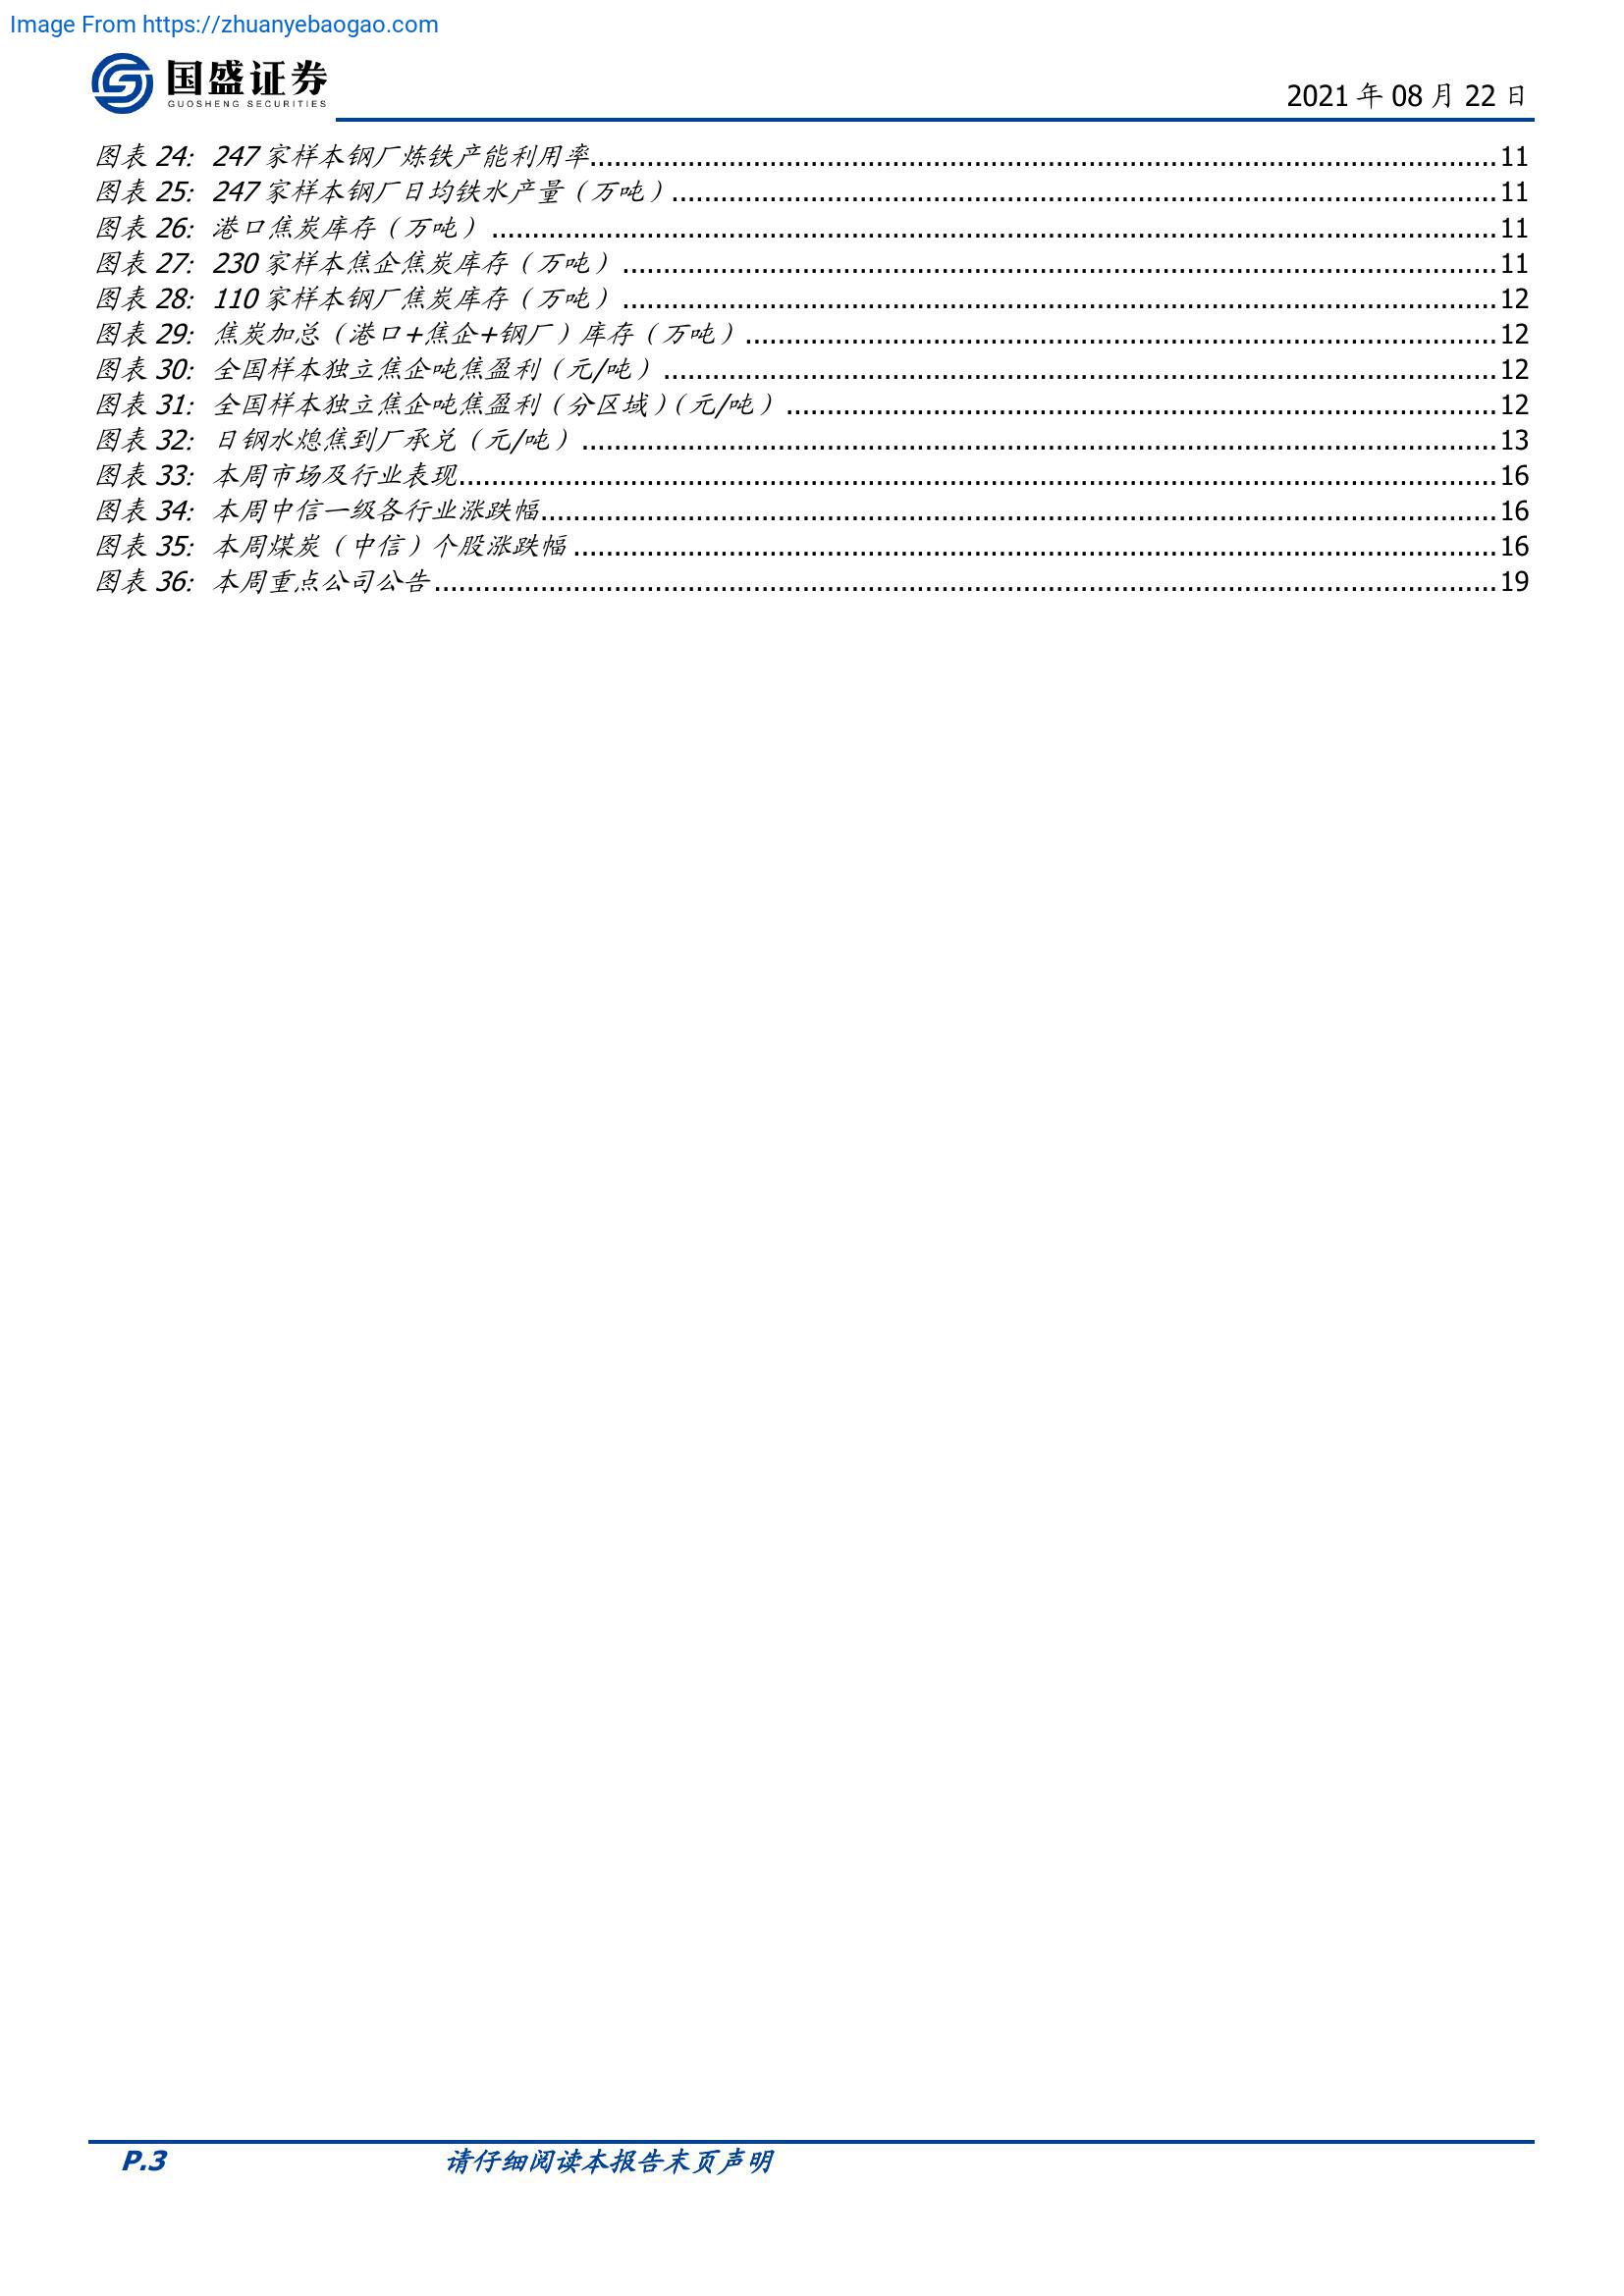 Image From https://zhuanyebaogao.com
国盛证券
GUOSHENG SECURITIES
2021 年 08 月 22 日
图表 24: 247 家样本钢厂炼铁产能利用率 11
图表 25: 247 家样本钢厂日均铁水产量（万吨） 11
图表 26: 港口焦炭库存（万吨） 11
图表 27: 230 家样本焦企焦炭库存（万吨） 11
图表 28: 110 家样本钢厂焦炭库存（万吨） 12
图表 29: 焦炭加总（港口+焦企+钢厂）库存（万吨） 12
图表 30: 全国样本独立焦企吨焦盈利（元/吨） 12
图表 31: 全国样本独立焦企吨焦盈利（分区域）（元/吨） 12
图表 32: 日钢水熄焦到厂承兑（元/吨） 13
图表 33: 本周市场及行业表现 16
图表 34: 本周中信一级各行业涨跌幅 16
图表 35: 本周煤炭（中信）个股涨跌幅 16
图表 36: 本周重点公司公告 19
P.3 请仔细阅读本报告末页声明